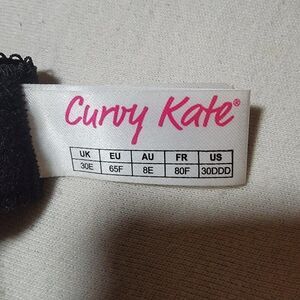 Curvy Kate®
UK EU AU FR US
30E 65F 8E 80F 30DDD